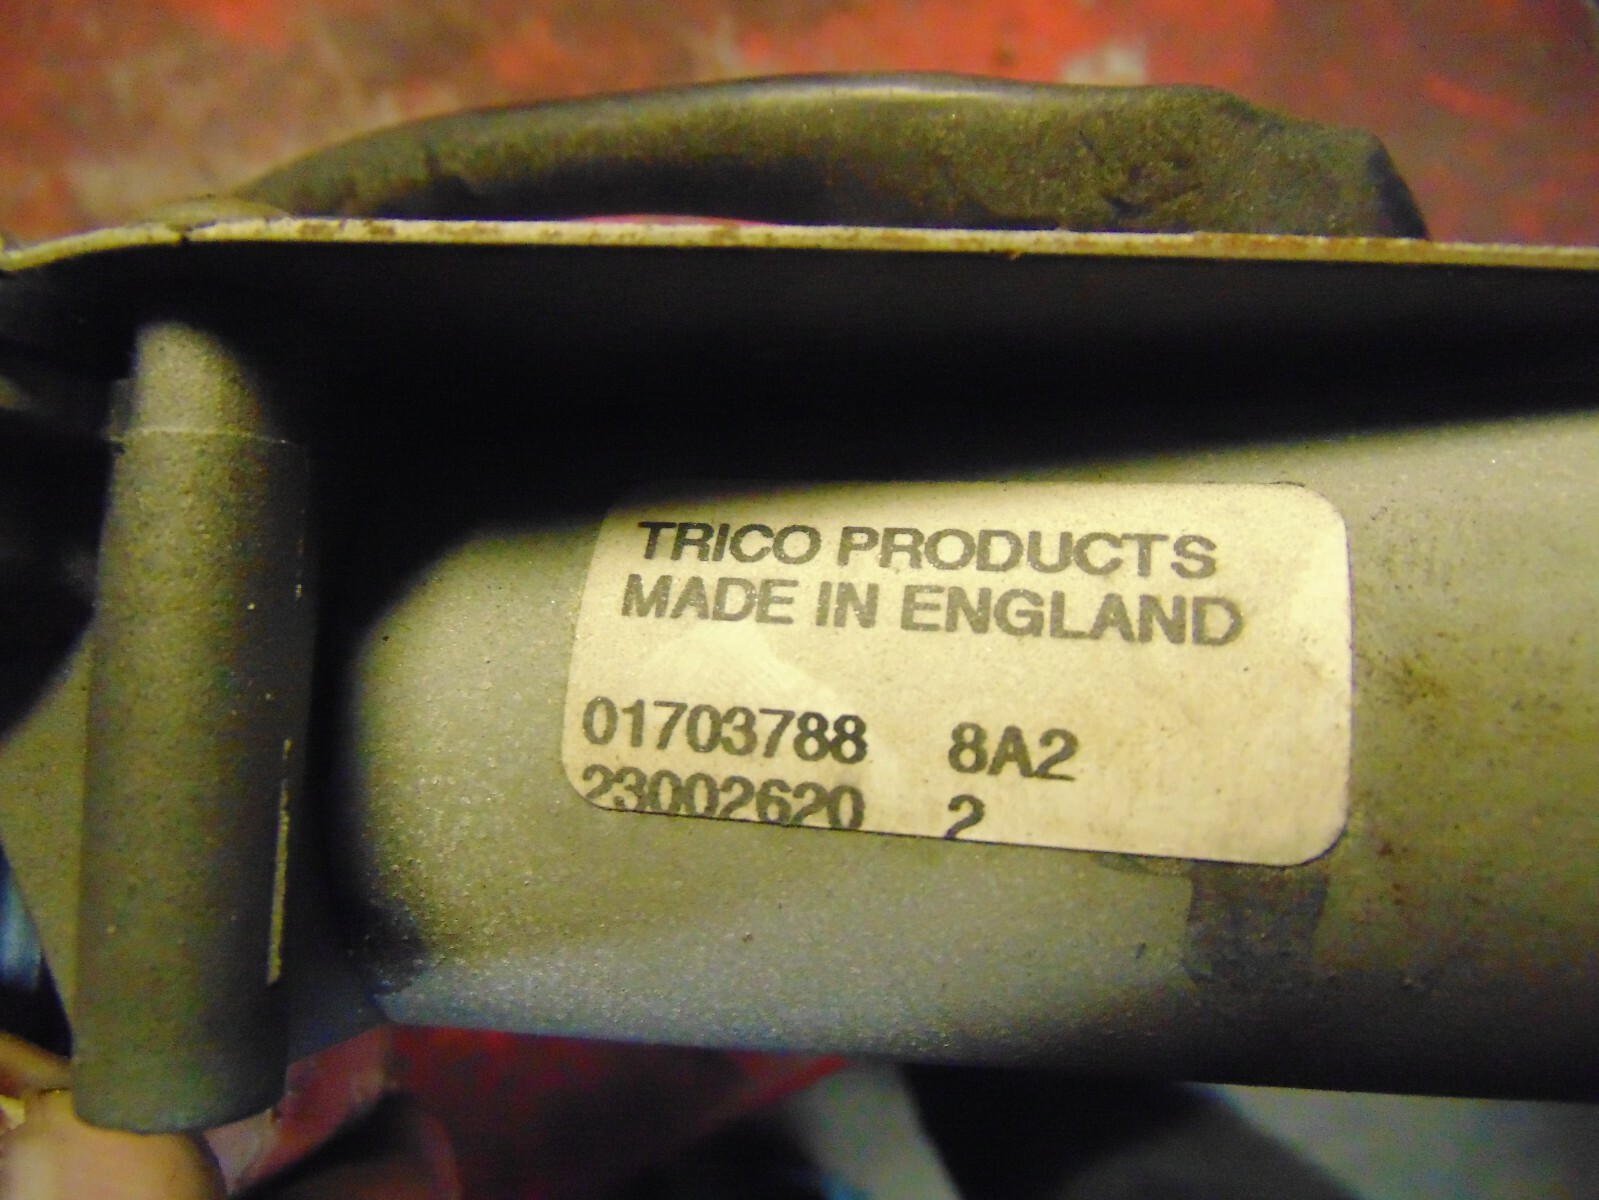 TRICO PRODUCTS
MADE IN ENGLAND
01703788 8A2
23002620 2